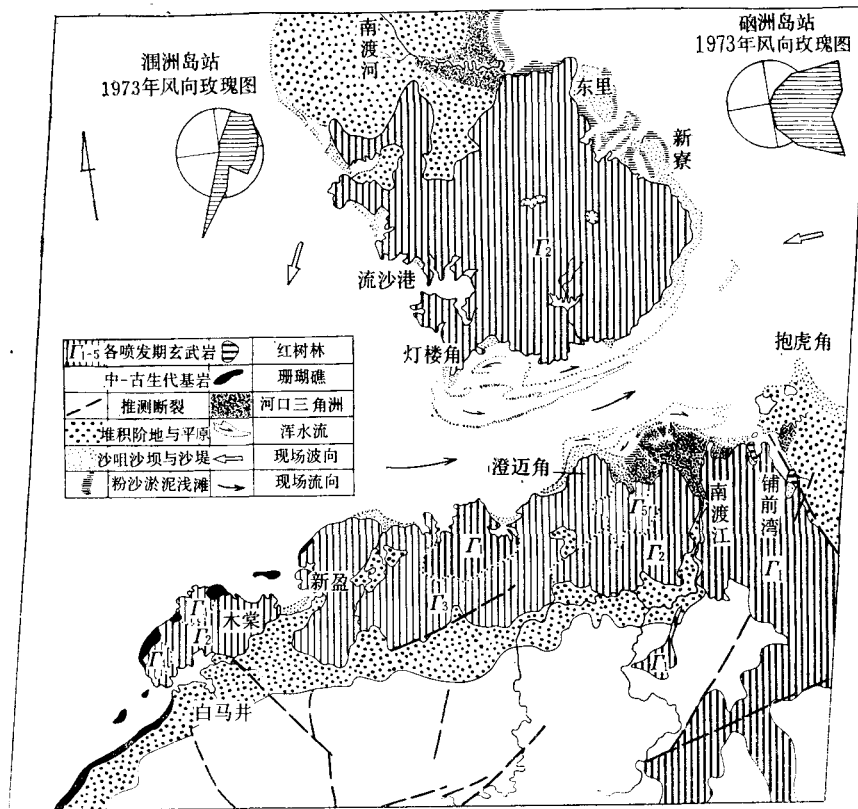 涠洲岛站
1973年风向玫瑰图
硇洲岛站
1973年风向玫瑰图
南渡河
东里
新寮
Γ₂
流沙港
灯楼角
抱虎角
Γ₁₋₅ 各喷发期玄武岩 红树林
中-古生代基岩 珊瑚礁
推测断裂 河口三角洲
堆积阶地与平原 浑水流
沙咀沙坝与沙堤 现场波向
粉沙淤泥浅滩 现场流向
澄迈角
南渡江
铺前湾
Γ₅
Γ₂
Γ₁
Γ₁
Γ₃
新盈
木棠
Γ₂
白马井